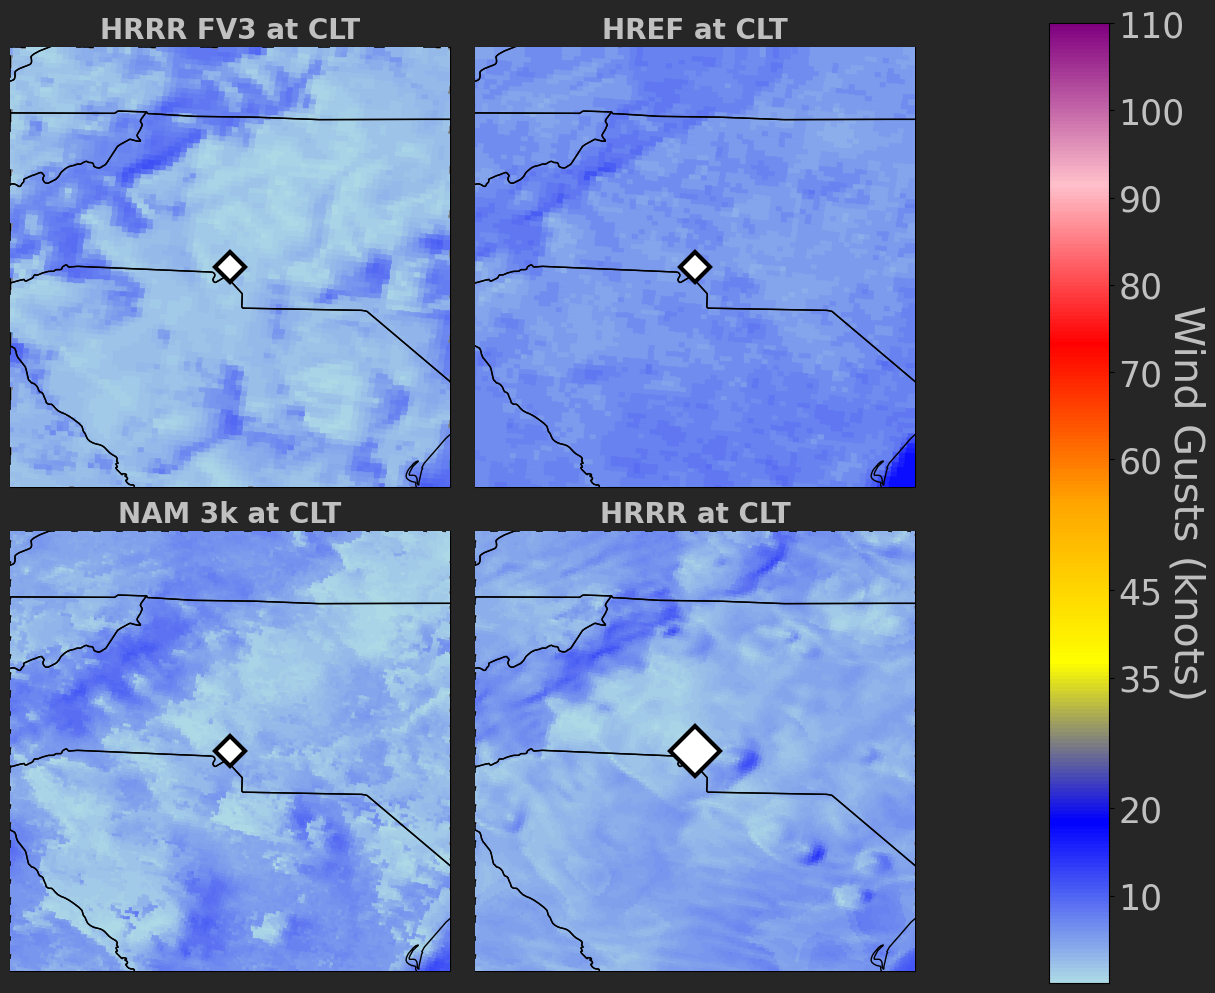 HRRR FV3 at CLT
HREF at CLT
NAM 3k at CLT
HRRR at CLT
110
100
90
80
70
60
45
35
20
10
Wind Gusts (knots)